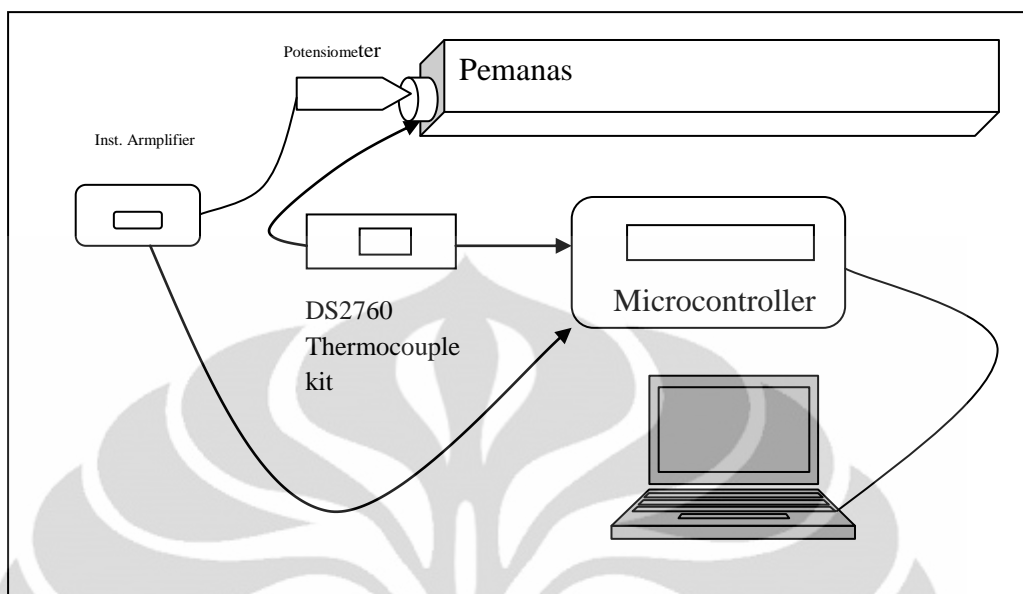 Potensiometer
Pemanas
Inst. Armplifier
DS2760
Thermocouple
kit
Microcontroller